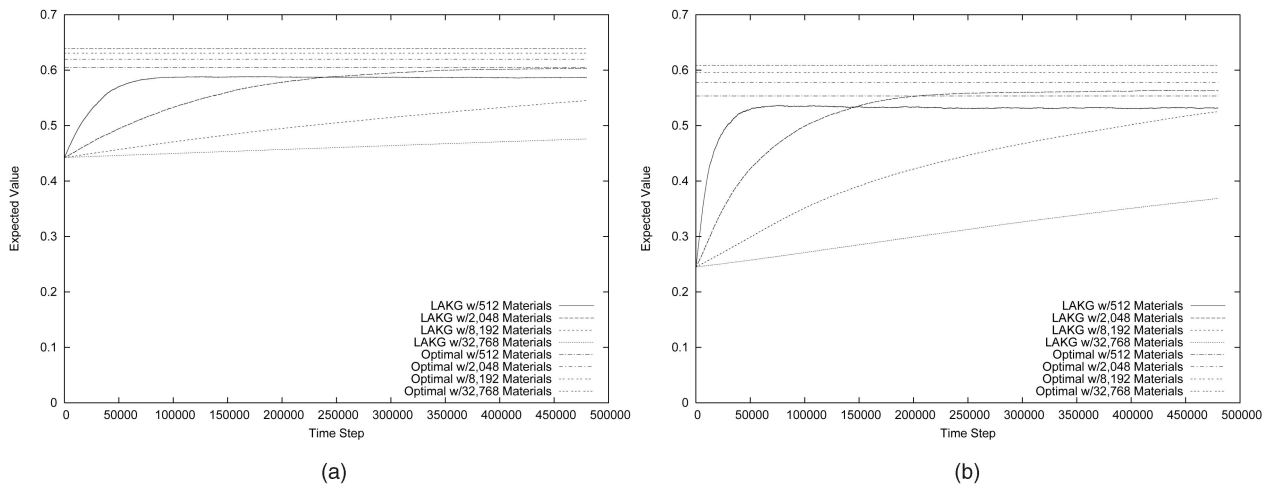 0.7
0.6
0.5
0.4
0.3
0.2
0.1
0
Expected Value
LAKG w/512 Materials
LAKG w/2,048 Materials
LAKG w/8,192 Materials
LAKG w/32,768 Materials
Optimal w/512 Materials
Optimal w/2,048 Materials
Optimal w/8,192 Materials
Optimal w/32,768 Materials
0 50000 100000 150000 200000 250000 300000 350000 400000 450000 500000
Time Step
(a)
0.7
0.6
0.5
0.4
0.3
0.2
0.1
0
Expected Value
LAKG w/512 Materials
LAKG w/2,048 Materials
LAKG w/8,192 Materials
LAKG w/32,768 Materials
Optimal w/512 Materials
Optimal w/2,048 Materials
Optimal w/8,192 Materials
Optimal w/32,768 Materials
0 50000 100000 150000 200000 250000 300000 350000 400000 450000 500000
Time Step
(b)